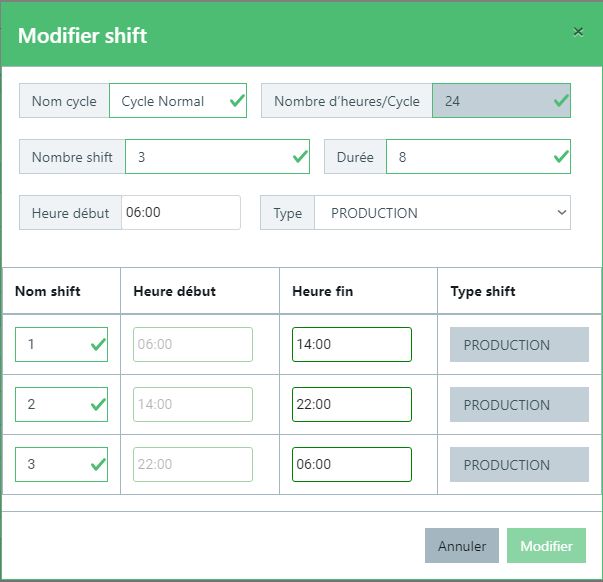 Modifier shift ×
Nom cycle Cycle Normal Nombre d’heures/Cycle 24
Nombre shift 3 Durée 8
Heure début 06:00 Type PRODUCTION
Nom shift Heure début Heure fin Type shift
1 06:00 14:00 PRODUCTION
2 14:00 22:00 PRODUCTION
3 22:00 06:00 PRODUCTION
Annuler Modifier